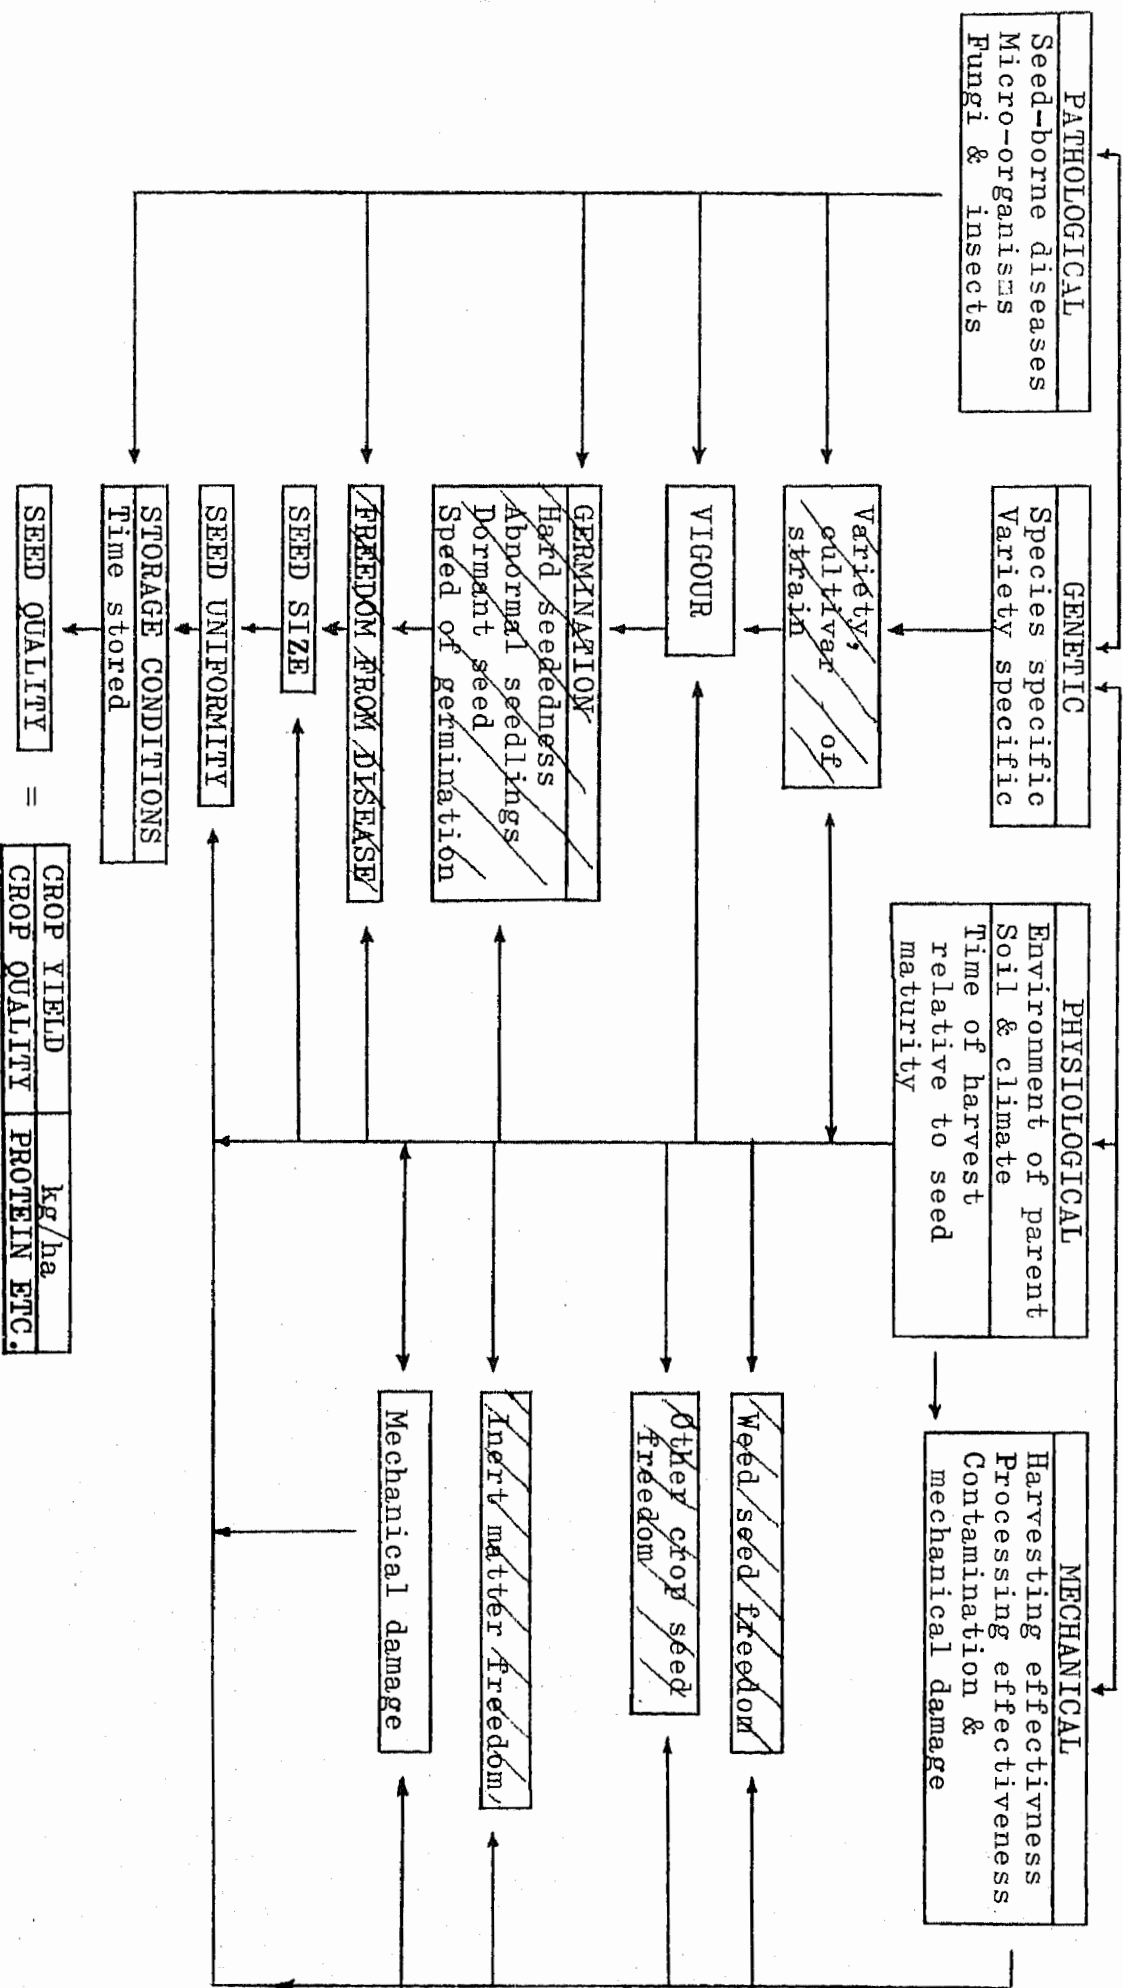 PATHOLOGICAL
Seed-borne diseases
Micro-organisms
Fungi & insects
GENETIC
Species specific
Variety specific
PHYSIOLOGICAL
Environment of parent
Soil & climate
Time of harvest
relative to seed
maturity
MECHANICAL
Harvesting effectivness
Processing effectiveness
Contamination &
mechanical damage
Variety,
cultivar of
strain
VIGOUR
GERMINATION
Hard seededness
Abnormal seedlings
Dormant seed
Speed of germination
FREEDOM FROM DISEASE
SEED SIZE
SEED UNIFORMITY
STORAGE CONDITIONS
Time stored
Weed seed freedom
Other crop seed
freedom
Inert matter freedom
Mechanical damage
SEED QUALITY =
CROP YIELD kg/ha
CROP QUALITY PROTEIN ETC.